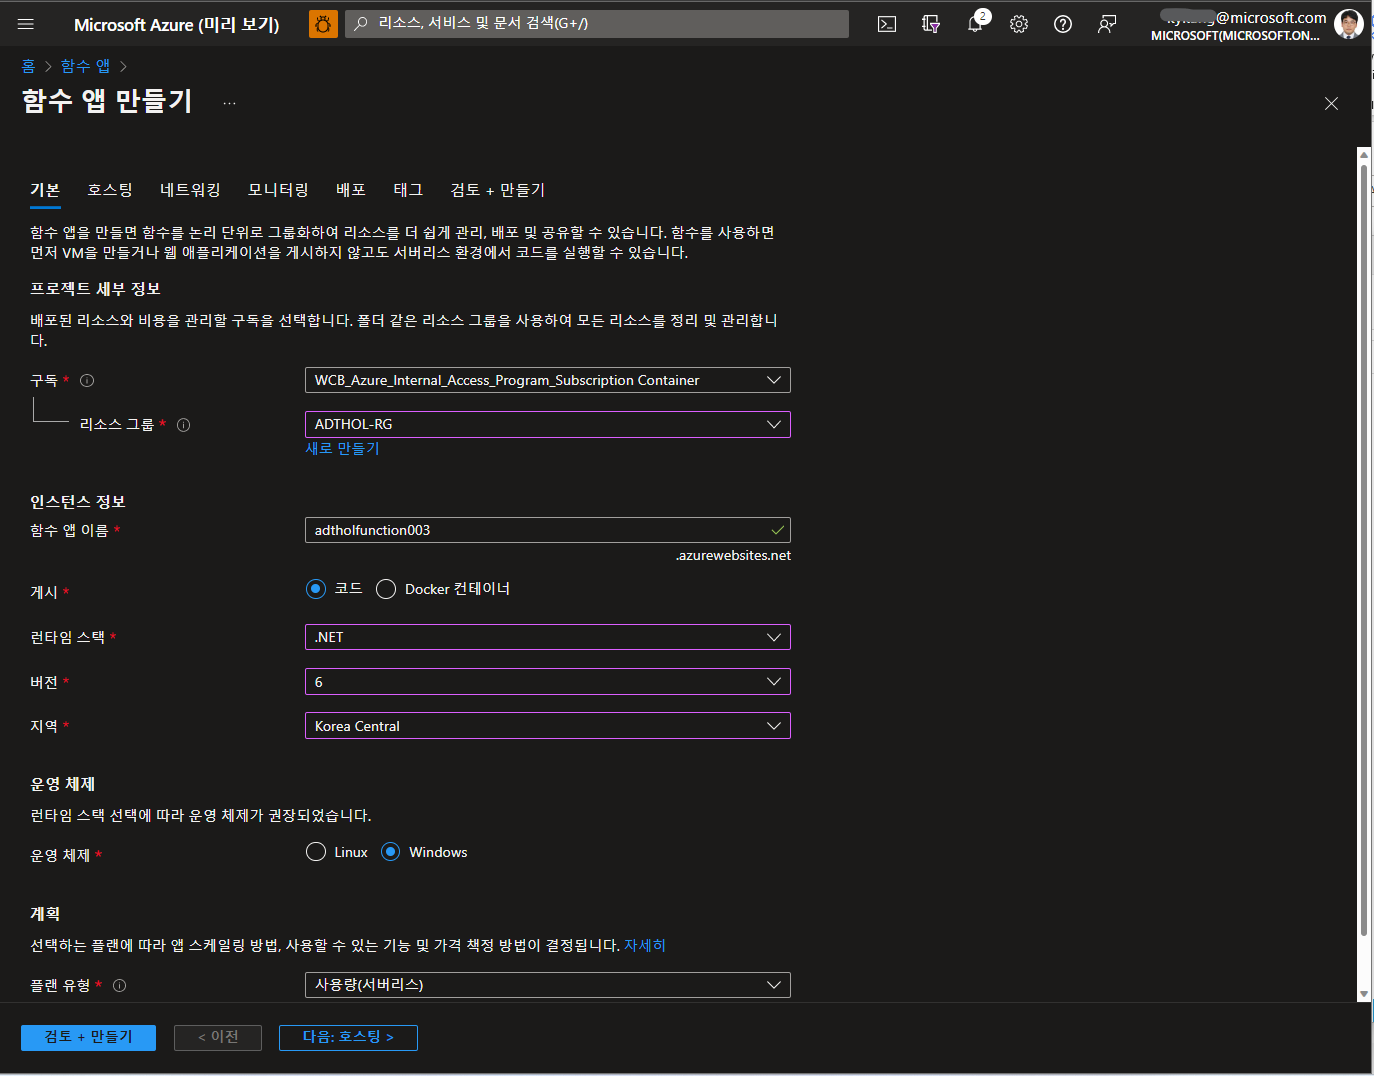 Microsoft Azure (미리 보기)
리소스, 서비스 및 문서 검색(G+/)
2
@microsoft.com
MICROSOFT(MICROSOFT.ON...
홈 > 함수 앱 >
함수 앱 만들기 ...
기본 호스팅 네트워킹 모니터링 배포 태그 검토 + 만들기
함수 앱을 만들면 함수를 논리 단위로 그룹화하여 리소스를 더 쉽게 관리, 배포 및 공유할 수 있습니다. 함수를 사용하면
먼저 VM을 만들거나 웹 애플리케이션을 게시하지 않고도 서버리스 환경에서 코드를 실행할 수 있습니다.
프로젝트 세부 정보
배포된 리소스와 비용을 관리할 구독을 선택합니다. 폴더 같은 리소스 그룹을 사용하여 모든 리소스를 정리 및 관리합니
다.
구독 * WCB_Azure_Internal_Access_Program_Subscription Container
리소스 그룹 * ADTHOL-RG
새로 만들기
인스턴스 정보
함수 앱 이름 * adtholfunction003
.azurewebsites.net
게시 * 코드 Docker 컨테이너
런타임 스택 * .NET
버전 * 6
지역 * Korea Central
운영 체제
런타임 스택 선택에 따라 운영 체제가 권장되었습니다.
운영 체제 * Linux Windows
계획
선택하는 플랜에 따라 앱 스케일링 방법, 사용할 수 있는 기능 및 가격 책정 방법이 결정됩니다. 자세히
플랜 유형 * 사용량(서버리스)
검토 + 만들기 < 이전 다음: 호스팅 >